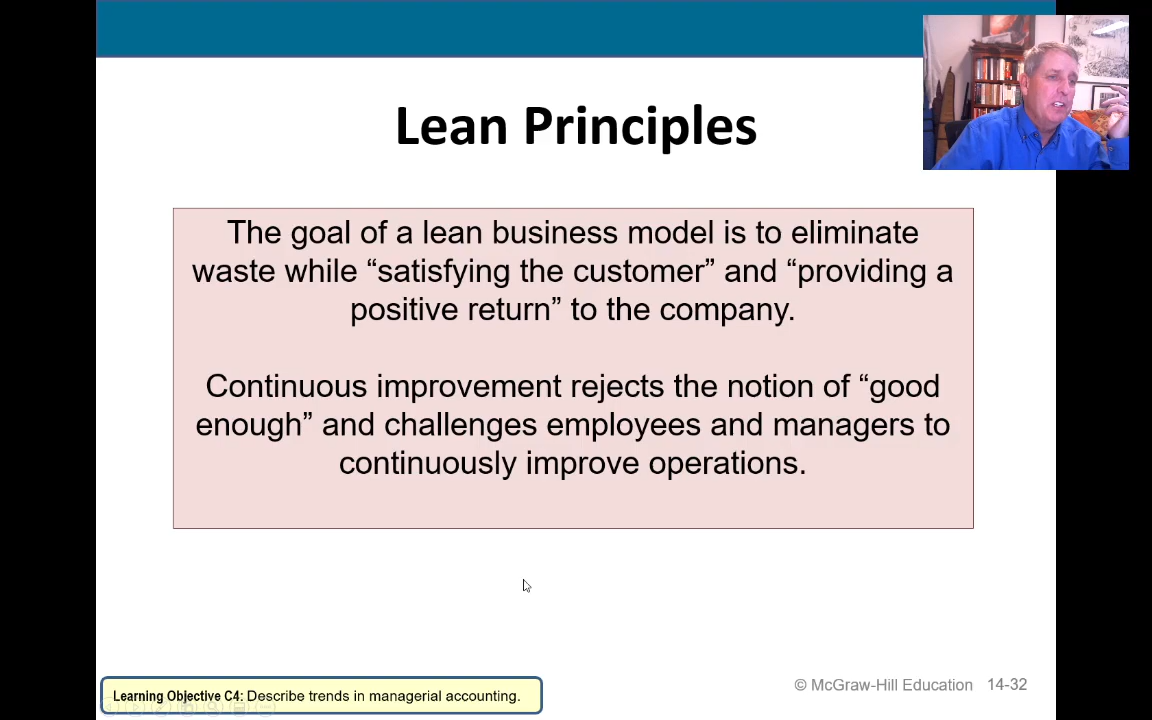 Lean Principles
The goal of a lean business model is to eliminate
waste while “satisfying the customer” and “providing a
positive return” to the company.
Continuous improvement rejects the notion of “good
enough” and challenges employees and managers to
continuously improve operations.
Learning Objective C4: Describe trends in managerial accounting.
© McGraw-Hill Education 14-32